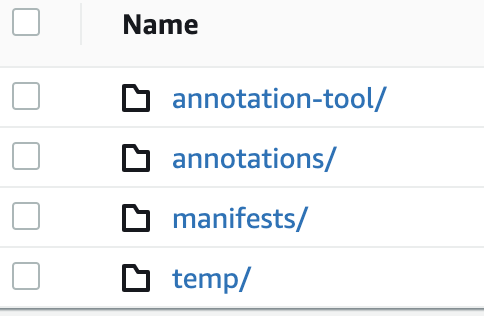 Name
annotation-tool/
annotations/
manifests/
temp/